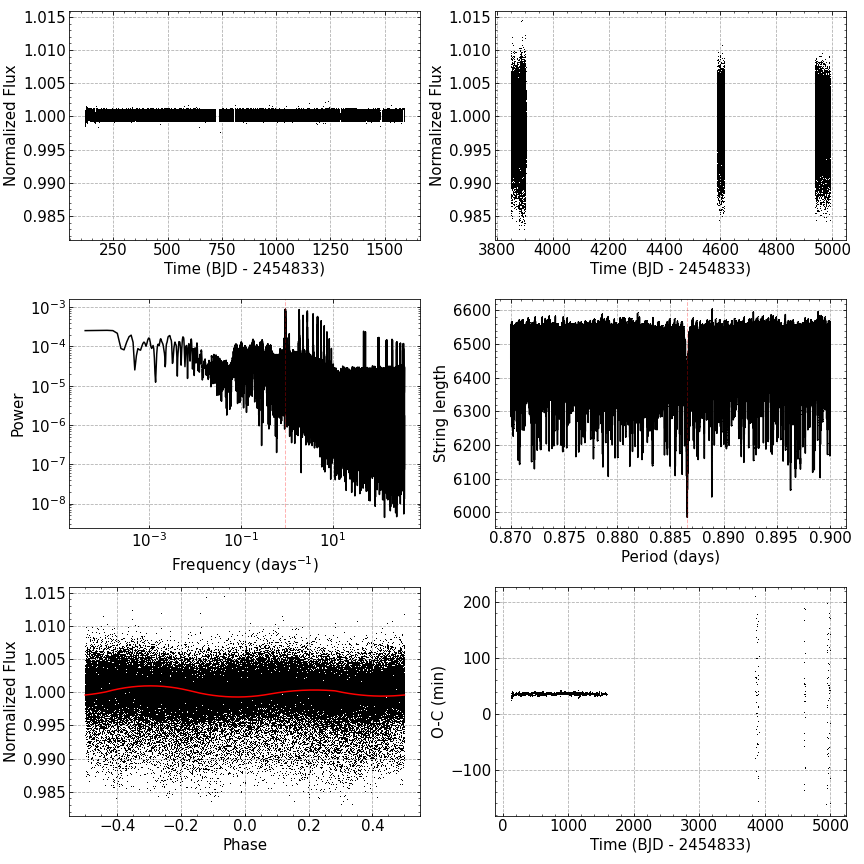 1.015
1.010
1.005
1.000
0.995
0.990
0.985
Normalized Flux
250 500 750 1000 1250 1500
Time (BJD - 2454833)
1.015
1.010
1.005
1.000
0.995
0.990
0.985
Normalized Flux
3800 4000 4200 4400 4600 4800 5000
Time (BJD - 2454833)
10⁻³
10⁻⁴
10⁻⁵
10⁻⁶
10⁻⁷
10⁻⁸
Power
10⁻³ 10⁻¹ 10¹
Frequency (days⁻¹)
6600
6500
6400
6300
6200
6100
6000
String length
0.870 0.875 0.880 0.885 0.890 0.895 0.900
Period (days)
1.015
1.010
1.005
1.000
0.995
0.990
0.985
Normalized Flux
−0.4 −0.2 0.0 0.2 0.4
Phase
200
100
0
−100
O-C (min)
0 1000 2000 3000 4000 5000
Time (BJD - 2454833)